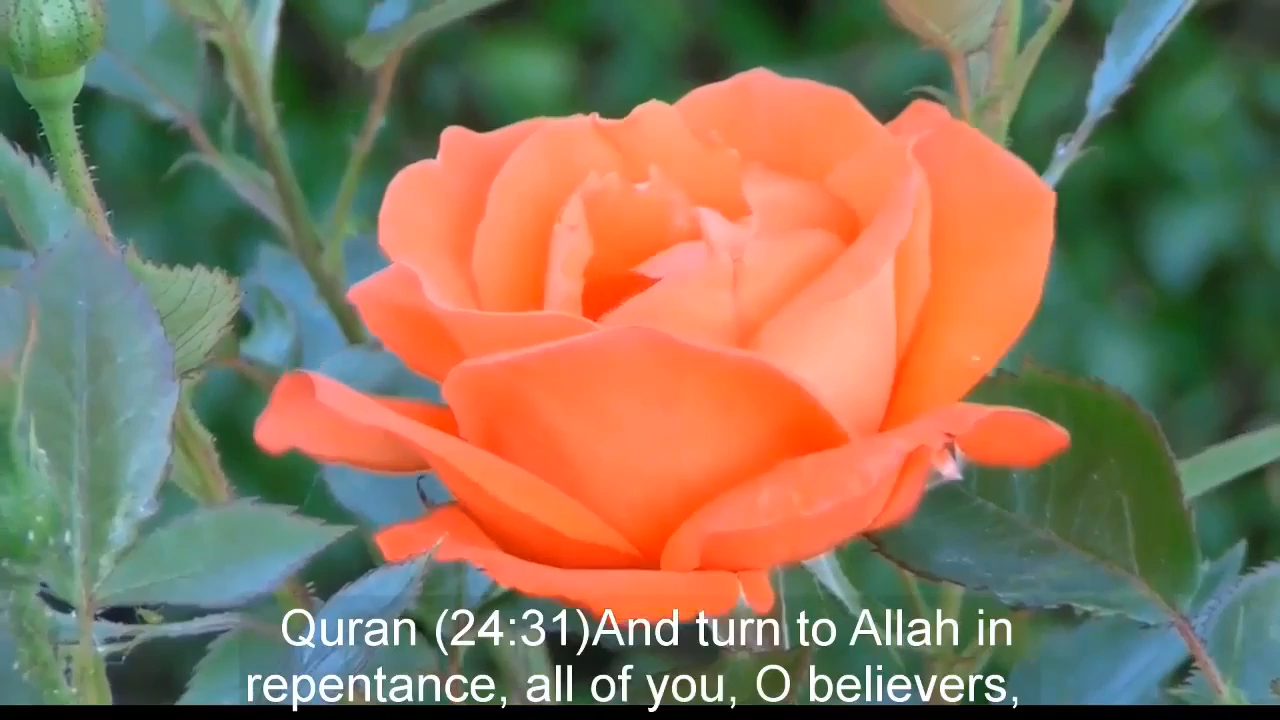 Quran (24:31)And turn to Allah in
repentance, all of you, O believers,